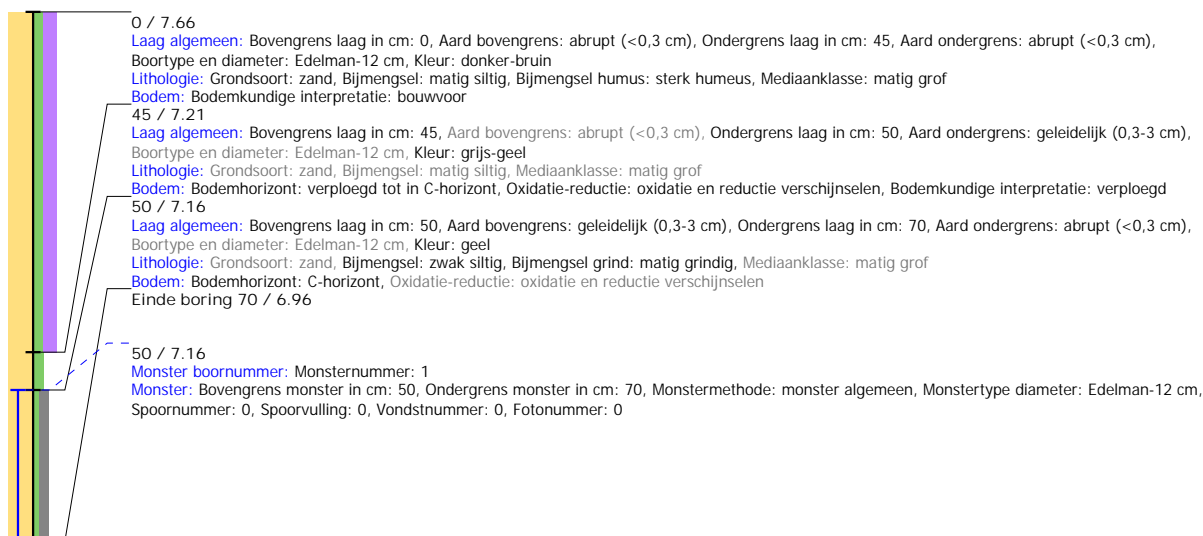 0 / 7.66
Laag algemeen: Bovengrens laag in cm: 0, Aard bovengrens: abrupt (<0,3 cm), Ondergrens laag in cm: 45, Aard ondergrens: abrupt (<0,3 cm),
Boortype en diameter: Edelman-12 cm, Kleur: donker-bruin
Lithologie: Grondsoort: zand, Bijmengsel: matig siltig, Bijmengsel humus: sterk humeus, Mediaanklasse: matig grof
Bodem: Bodemkundige interpretatie: bouwvoor
45 / 7.21
Laag algemeen: Bovengrens laag in cm: 45, Aard bovengrens: abrupt (<0,3 cm), Ondergrens laag in cm: 50, Aard ondergrens: geleidelijk (0,3-3 cm),
Boortype en diameter: Edelman-12 cm, Kleur: grijs-geel
Lithologie: Grondsoort: zand, Bijmengsel: matig siltig, Mediaanklasse: matig grof
Bodem: Bodemhorizont: verploegd tot in C-horizont, Oxidatie-reductie: oxidatie en reductie verschijnselen, Bodemkundige interpretatie: verploegd
50 / 7.16
Laag algemeen: Bovengrens laag in cm: 50, Aard bovengrens: geleidelijk (0,3-3 cm), Ondergrens laag in cm: 70, Aard ondergrens: abrupt (<0,3 cm),
Boortype en diameter: Edelman-12 cm, Kleur: geel
Lithologie: Grondsoort: zand, Bijmengsel: zwak siltig, Bijmengsel grind: matig grindig, Mediaanklasse: matig grof
Bodem: Bodemhorizont: C-horizont, Oxidatie-reductie: oxidatie en reductie verschijnselen
Einde boring 70 / 6.96
50 / 7.16
Monster boornummer: Monsternummer: 1
Monster: Bovengrens monster in cm: 50, Ondergrens monster in cm: 70, Monstermethode: monster algemeen, Monstertype diameter: Edelman-12 cm,
Spoornummer: 0, Spoorvulling: 0, Vondstnummer: 0, Fotonummer: 0